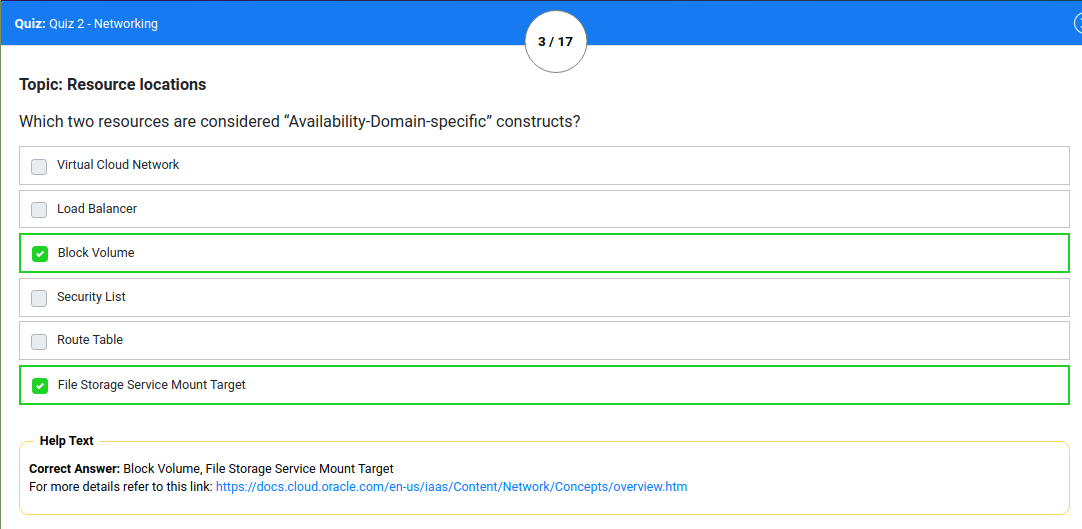 Quiz: Quiz 2 - Networking
3 / 17
Topic: Resource locations
Which two resources are considered “Availability-Domain-specific” constructs?
Virtual Cloud Network
Load Balancer
Block Volume
Security List
Route Table
File Storage Service Mount Target
Help Text
Correct Answer: Block Volume, File Storage Service Mount Target
For more details refer to this link: https://docs.cloud.oracle.com/en-us/iaas/Content/Network/Concepts/overview.htm